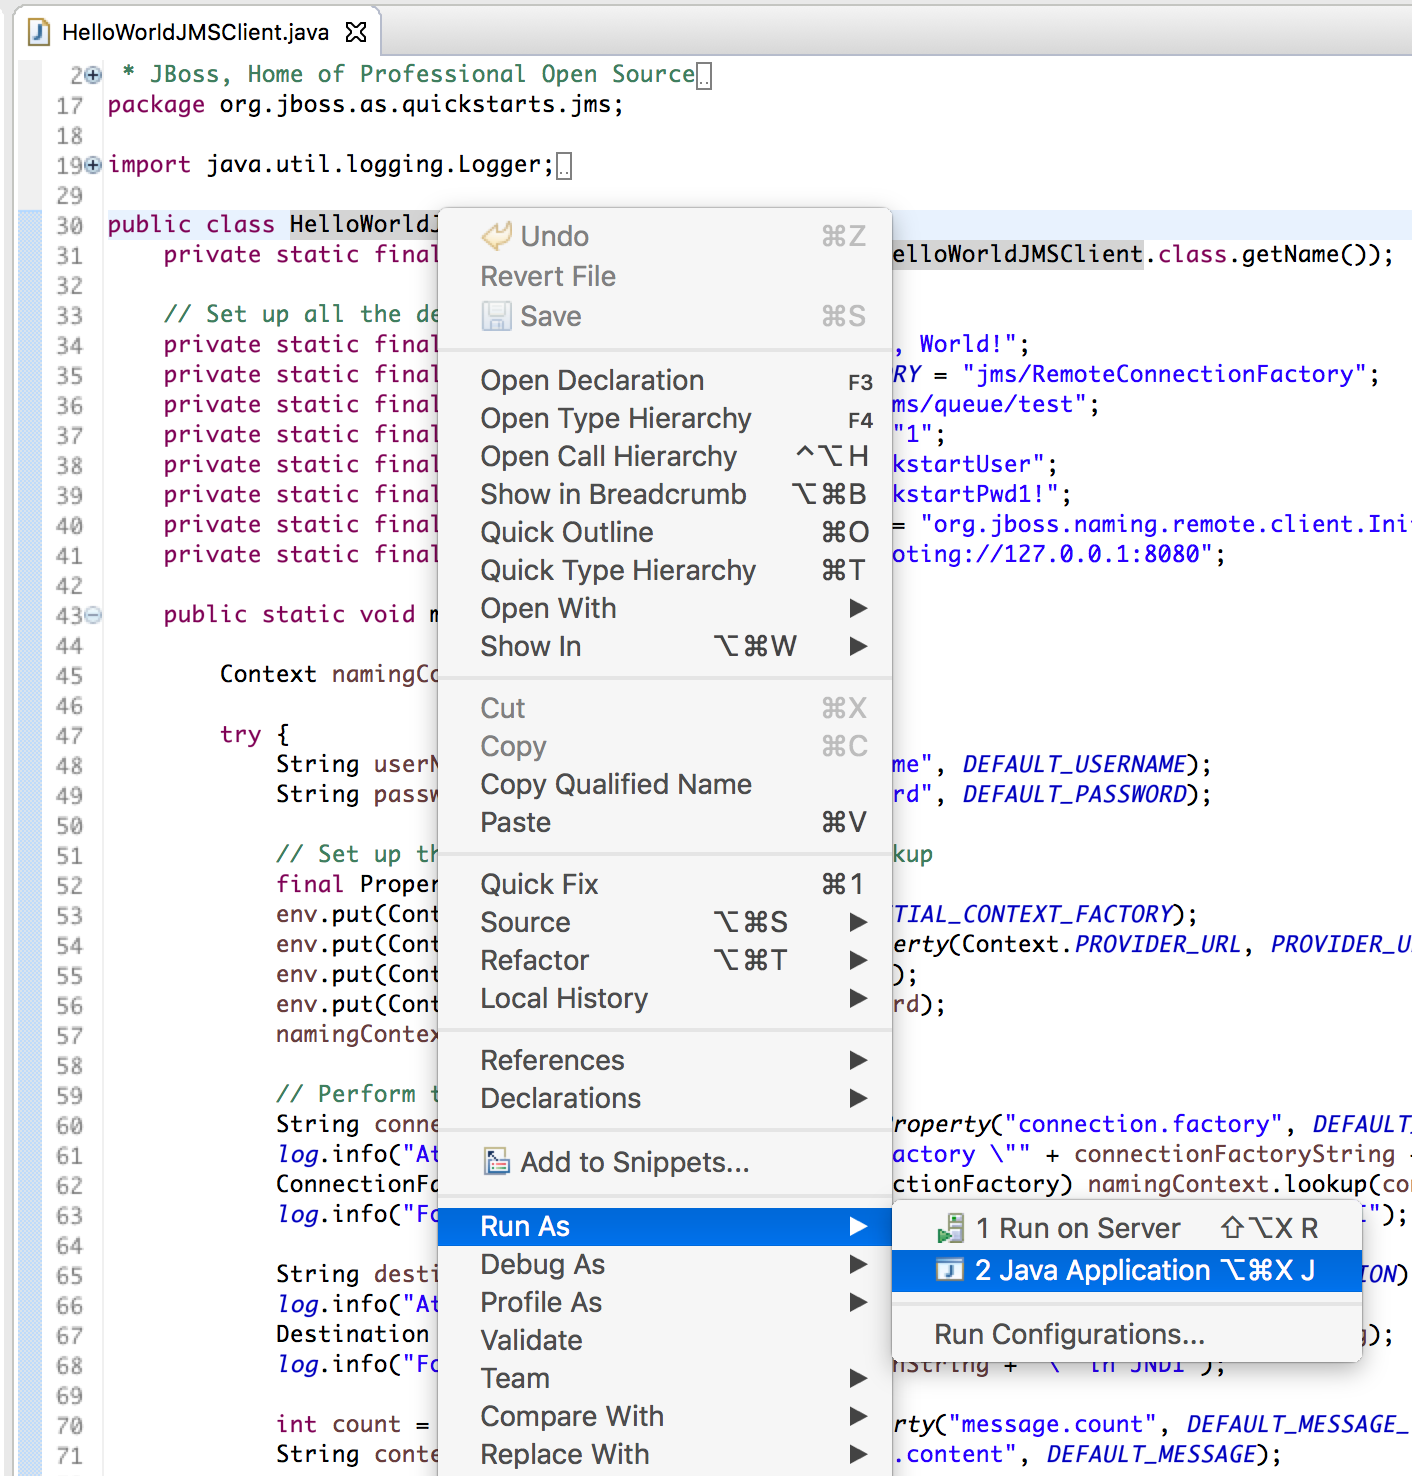 HelloWorldJMSClient.java
2 * JBoss, Home of Professional Open Source
17 package org.jboss.as.quickstarts.jms;
18
19 import java.util.logging.Logger;
29
30 public class HelloWorldJ
31 private static final elloWorldJMSClient.class.getName());
32
33 // Set up all the de
34 private static final , World!";
35 private static final RY = "jms/RemoteConnectionFactory";
36 private static final ms/queue/test";
37 private static final "1";
38 private static final kstartUser";
39 private static final kstartPwd1!";
40 private static final = "org.jboss.naming.remote.client.Ini
41 private static final oting://127.0.0.1:8080";
42
43 public static void m
44
45 Context namingCo
46
47 try {
48 String userN me", DEFAULT_USERNAME);
49 String passw rd", DEFAULT_PASSWORD);
50
51 // Set up th kup
52 final Proper
53 env.put(Cont TIAL_CONTEXT_FACTORY);
54 env.put(Cont erty(Context.PROVIDER_URL, PROVIDER_U
55 env.put(Cont );
56 env.put(Cont rd);
57 namingContex
58
59 // Perform t
60 String conne roperty("connection.factory", DEFAULT_
61 log.info("At actory \"" + connectionFactoryString +
62 ConnectionFa ctionFactory) namingContext.lookup(con
63 log.info("Fo I");
64
65 String desti ION)
66 log.info("At
67 Destination g);
68 log.info("Fo nString + "\" in JNDI");
69
70 int count = rty("message.count", DEFAULT_MESSAGE_
71 String conte .content", DEFAULT_MESSAGE);
Undo ⌘Z
Revert File
Save ⌘S
Open Declaration F3
Open Type Hierarchy F4
Open Call Hierarchy ^⌥H
Show in Breadcrumb ⌥⌘B
Quick Outline ⌘O
Quick Type Hierarchy ⌘T
Open With
Show In ⌥⌘W
Cut ⌘X
Copy ⌘C
Copy Qualified Name
Paste ⌘V
Quick Fix ⌘1
Source ⌥⌘S
Refactor ⌥⌘T
Local History
References
Declarations
Add to Snippets...
Run As
Debug As
Profile As
Validate
Team
Compare With
Replace With
1 Run on Server ⇧⌥X R
2 Java Application ⌥⌘X J
Run Configurations...